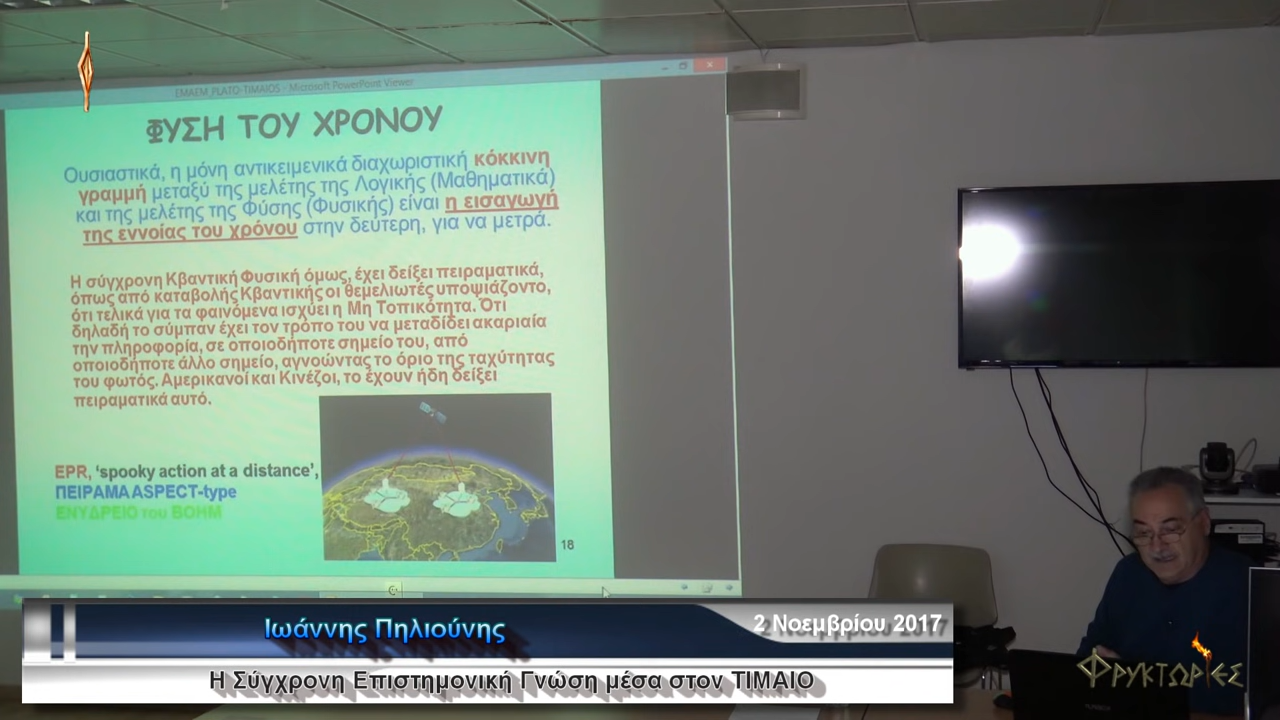 EMAEM_PLATO-TIMAIOS - Microsoft PowerPoint Viewer
ΦΥΣΗ ΤΟΥ ΧΡΟΝΟΥ
Ουσιαστικά, η μόνη αντικειμενικά διαχωριστική κόκκινη
γραμμή μεταξύ της μελέτης της Λογικής (Μαθηματικά)
και της μελέτης της Φύσης (Φυσικής) είναι η εισαγωγή
της εννοίας του χρόνου στην δεύτερη, για να μετρά.
Η σύγχρονη Κβαντική Φυσική όμως, έχει δείξει πειραματικά,
όπως από καταβολής Κβαντικής οι θεμελιωτές υποψιάζοντο,
ότι τελικά για τα φαινόμενα ισχύει η Μη Τοπικότητα. Ότι
δηλαδή το σύμπαν έχει τον τρόπο του να μεταδίδει ακαριαία
την πληροφορία, σε οποιοδήποτε σημείο του, από
οποιοδήποτε άλλο σημείο, αγνοώντας το όριο της ταχύτητας
του φωτός. Αμερικανοί και Κινέζοι, το έχουν ήδη δείξει
πειραματικά αυτό.
EPR, ‘spooky action at a distance’,
ΠΕΙΡΑΜΑ ASPECT-type
ΕΝΥΔΡΕΙΟ του BOHM
18
Ιωάννης Πηλιούνης
2 Νοεμβρίου 2017
Η Σύγχρονη Επιστημονική Γνώση μέσα στον ΤΙΜΑΙΟ
ΦΡΥΚΤΩΡΙΕΣ